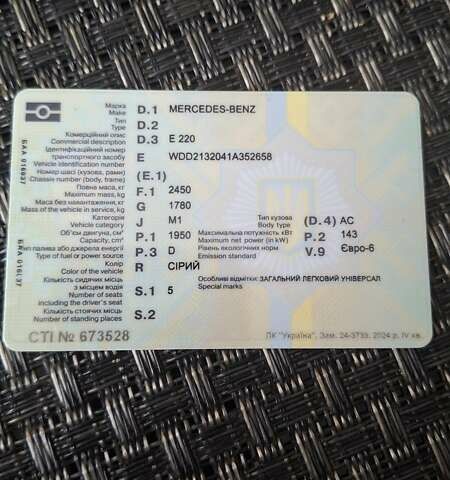 Марка D.1 MERCEDES-BENZ
Make
Тип D.2
Type
Комерційний опис D.3 E 220
Commercial description
Ідентифікаційний номер
транспортного засобу E WDD2132041A352658
Vehicle identification number
Номер шасі (кузова, рами) (E.1)
Chassis number (body, frame)
Повна маса, кг F.1 2450
Maximum mass, kg
Маса без навантаження, кг G 1780
Mass of the vehicle in service, kg
Категорія J M1 Тип кузова (D.4) AC
Vehicle category Body type
Об'єм двигуна, см³ P.1 1950 Максимальна потужність кВт P.2 143
Capacity, cm³ Maximum net power (in kW)
Тип палива або джерела енергії P.3 D Рівень екологічних норм V.9 Євро-6
Type of fuel or power source Emission standard
Колір R СІРИЙ
Color of the vehicle
Кількість сидячих місць Особливі відмітки: ЗАГАЛЬНИЙ ЛЕГКОВИЙ УНІВЕРСАЛ
з місцем водія S.1 5 Special marks
Number of seats
including the driver's seat
Кількість стоячих місць S.2
Number of standing places
СТІ № 673528
ПК "Україна". Зам. 24-3733. 2024 р. IV кв.